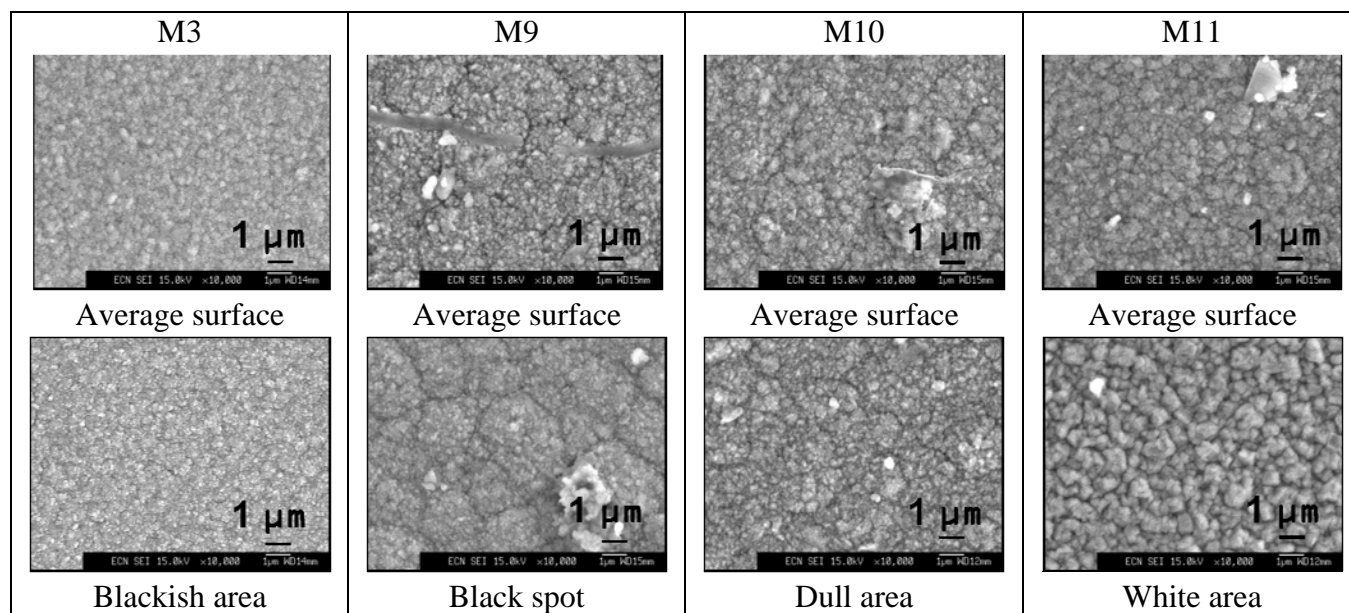 M3 M9 M10 M11
1 µm 1 µm 1 µm 1 µm
ECN SEI 15.0kV ×10,000 1µm WD14mm ECN SEI 15.0kV ×10,000 1µm WD15mm ECN SEI 15.0kV ×10,000 1µm WD15mm ECN SEI 15.0kV ×10,000 1µm WD15mm
Average surface Average surface Average surface Average surface
1 µm 1 µm 1 µm 1 µm
ECN SEI 15.0kV ×10,000 1µm WD14mm ECN SEI 15.0kV ×10,000 1µm WD15mm ECN SEI 15.0kV ×10,000 1µm WD12mm ECN SEI 15.0kV ×10,000 1µm WD12mm
Blackish area Black spot Dull area White area